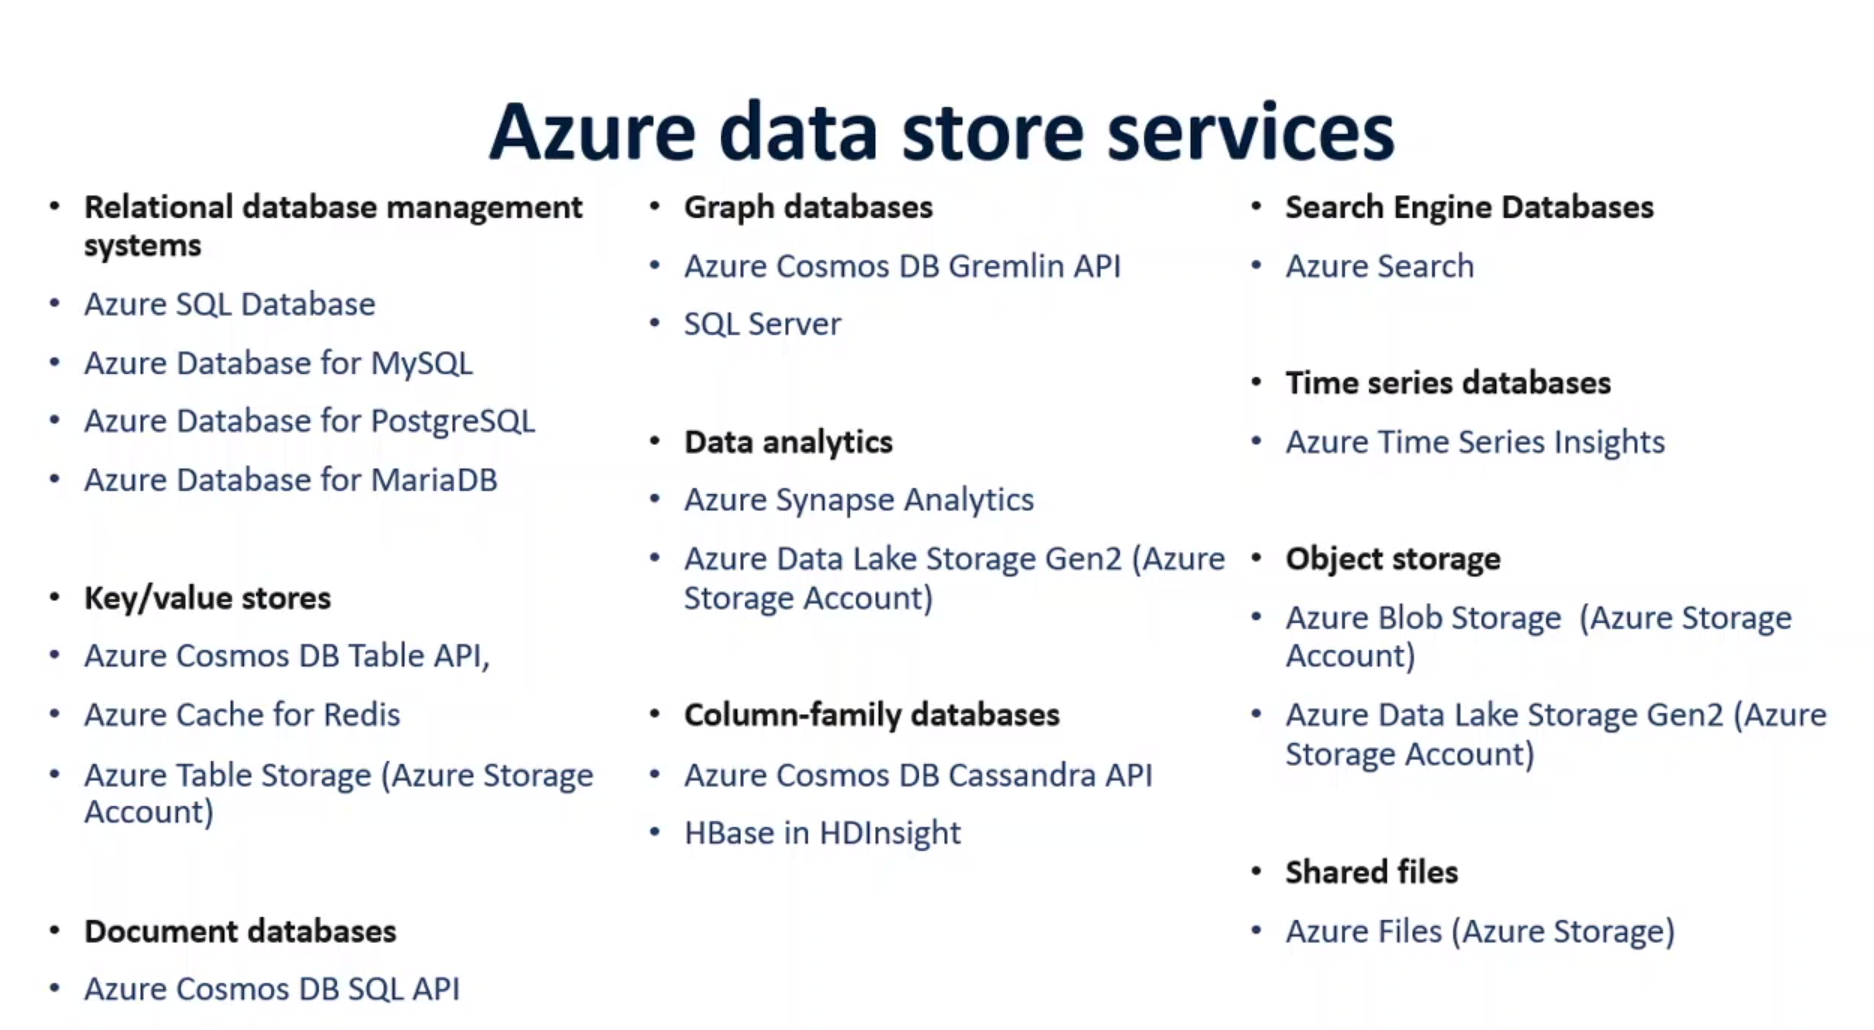 Azure data store services
• Relational database management
systems
• Azure SQL Database
• Azure Database for MySQL
• Azure Database for PostgreSQL
• Azure Database for MariaDB
• Key/value stores
• Azure Cosmos DB Table API,
• Azure Cache for Redis
• Azure Table Storage (Azure Storage
Account)
• Document databases
• Azure Cosmos DB SQL API
• Graph databases
• Azure Cosmos DB Gremlin API
• SQL Server
• Data analytics
• Azure Synapse Analytics
• Azure Data Lake Storage Gen2 (Azure
Storage Account)
• Column-family databases
• Azure Cosmos DB Cassandra API
• HBase in HDInsight
• Search Engine Databases
• Azure Search
• Time series databases
• Azure Time Series Insights
• Object storage
• Azure Blob Storage  (Azure Storage
Account)
• Azure Data Lake Storage Gen2 (Azure
Storage Account)
• Shared files
• Azure Files (Azure Storage)